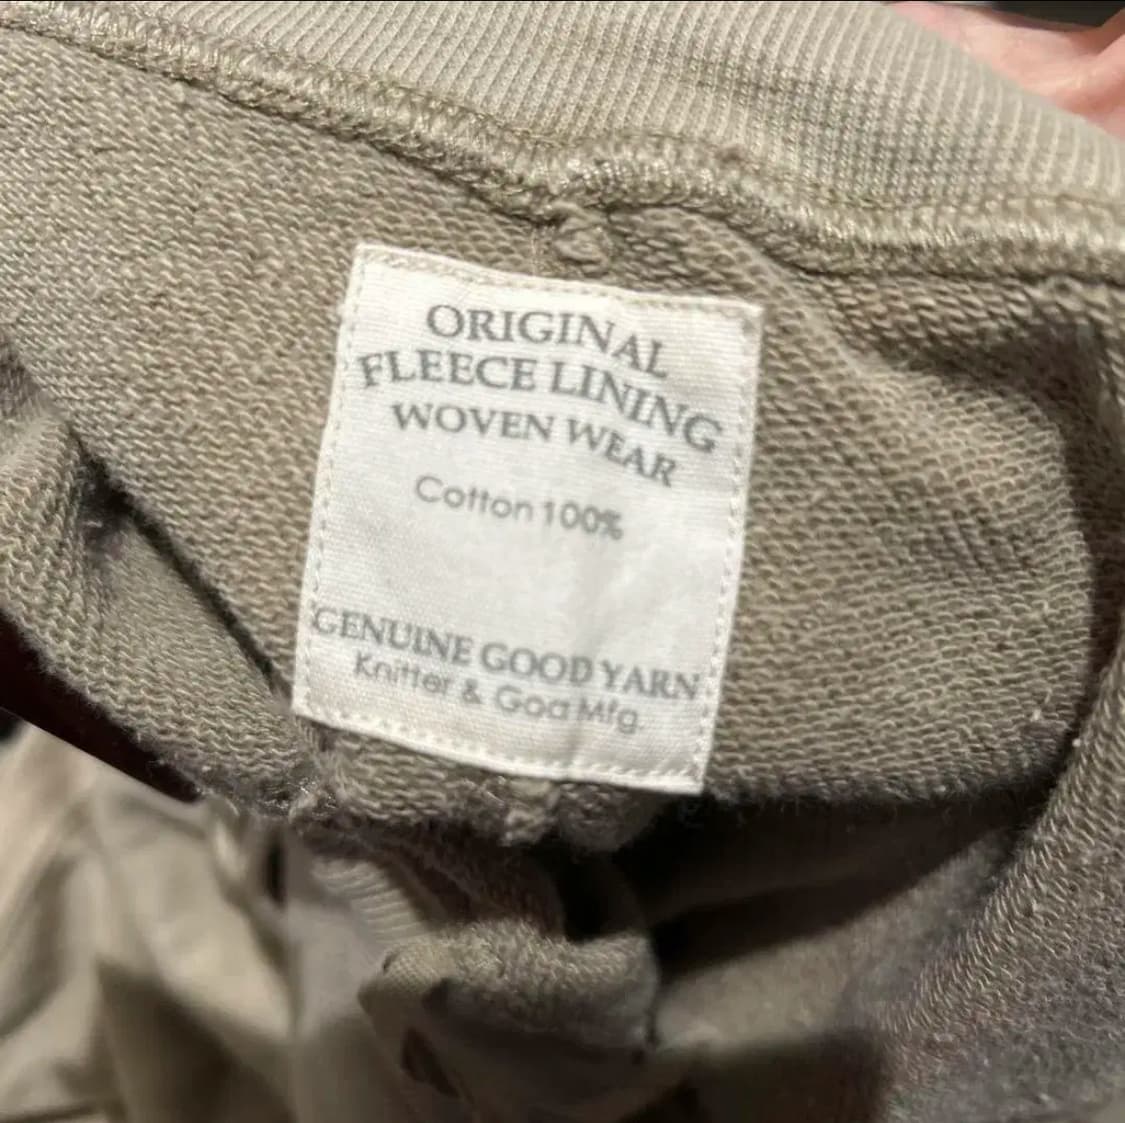 ORIGINAL
FLEECE LINING
WOVEN WEAR
Cotton 100%
GENUINE GOOD YARN
Knitter & Goa Mfg.